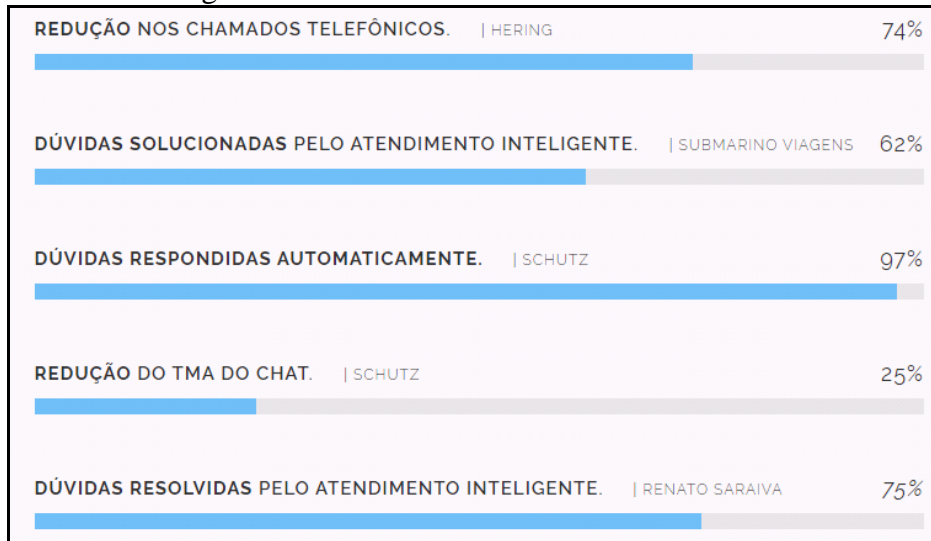 REDUÇÃO NOS CHAMADOS TELEFÔNICOS. | HERING 74%
DÚVIDAS SOLUCIONADAS PELO ATENDIMENTO INTELIGENTE. | SUBMARINO VIAGENS 62%
DÚVIDAS RESPONDIDAS AUTOMATICAMENTE. | SCHUTZ 97%
REDUÇÃO DO TMA DO CHAT. | SCHUTZ 25%
DÚVIDAS RESOLVIDAS PELO ATENDIMENTO INTELIGENTE. | RENATO SARAIVA 75%